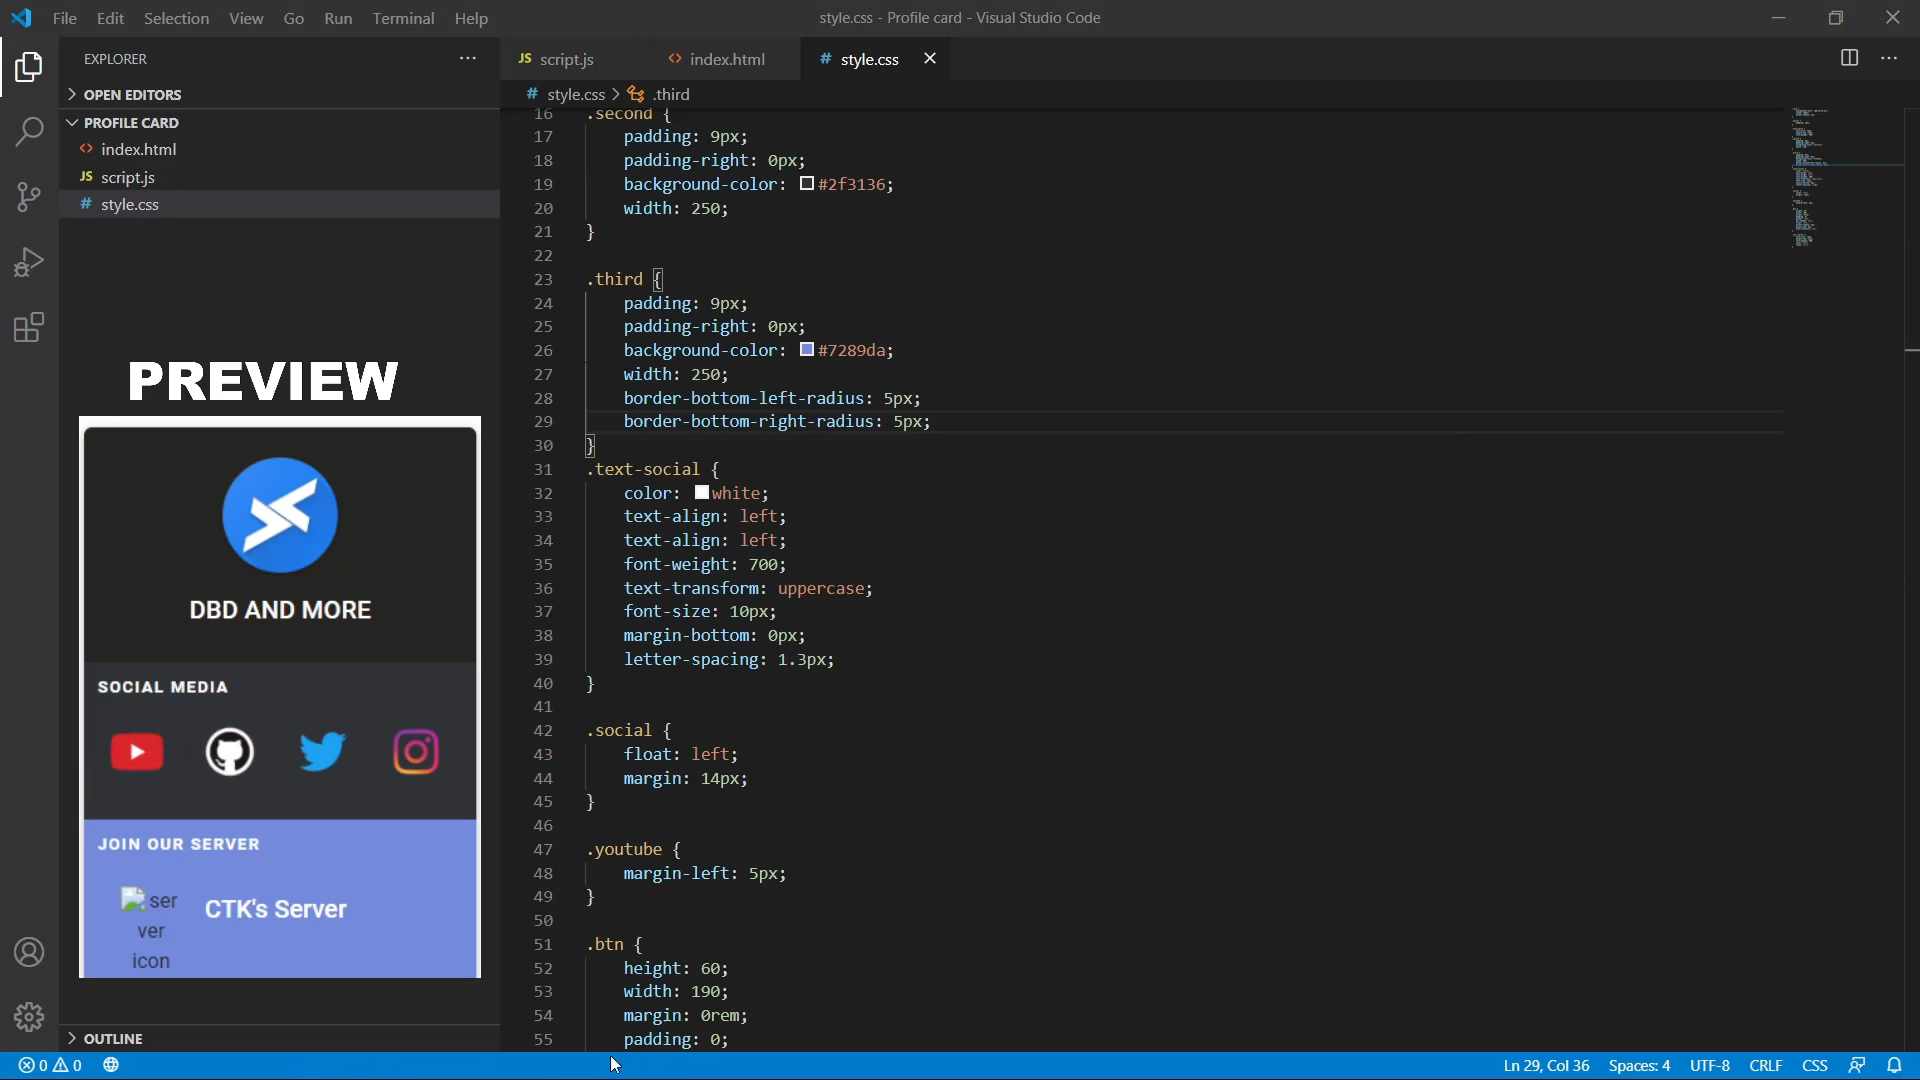 File Edit Selection View Go Run Terminal Help
style.css - Profile card - Visual Studio Code
EXPLORER
OPEN EDITORS
PROFILE CARD
index.html
JS script.js
# style.css
PREVIEW
DBD AND MORE
SOCIAL MEDIA
JOIN OUR SERVER
ser
ver
icon
CTK's Server
OUTLINE
JS script.js
<> index.html
# style.css
# style.css > .third
16 .second {
17 padding: 9px;
18 padding-right: 0px;
19 background-color: #2f3136;
20 width: 250;
21 }
22
23 .third {
24 padding: 9px;
25 padding-right: 0px;
26 background-color: #7289da;
27 width: 250;
28 border-bottom-left-radius: 5px;
29 border-bottom-right-radius: 5px;
30 }
31 .text-social {
32 color: white;
33 text-align: left;
34 text-align: left;
35 font-weight: 700;
36 text-transform: uppercase;
37 font-size: 10px;
38 margin-bottom: 0px;
39 letter-spacing: 1.3px;
40 }
41
42 .social {
43 float: left;
44 margin: 14px;
45 }
46
47 .youtube {
48 margin-left: 5px;
49 }
50
51 .btn {
52 height: 60;
53 width: 190;
54 margin: 0rem;
55 padding: 0;
0 0
Ln 29, Col 36 Spaces: 4 UTF-8 CRLF CSS